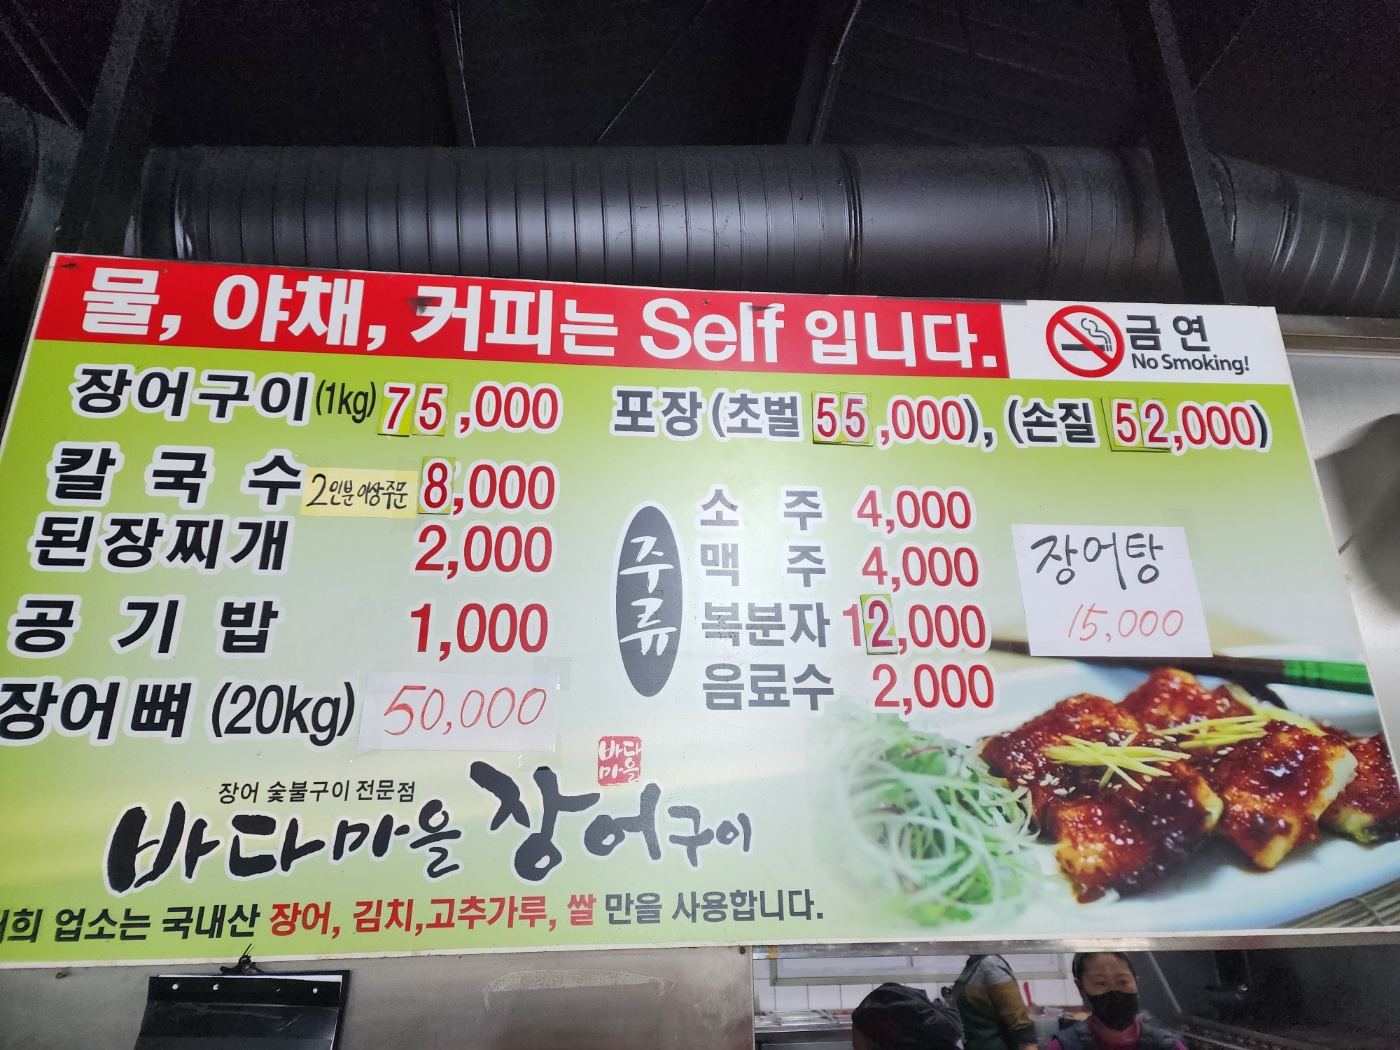 물, 야채, 커피는 Self 입니다.
금연
No Smoking!
장어구이(1kg) 75,000
포장(초벌 55,000), (손질 52,000)
칼국수 2인분 이상 주문 8,000
된장찌개 2,000
공기밥 1,000
장어뼈 (20kg) 50,000
주류
소주 4,000
맥주 4,000
복분자 12,000
음료수 2,000
장어탕
15,000
장어 숯불구이 전문점
바다마을 장어구이
바다
마을
저희 업소는 국내산 장어, 김치,고추가루, 쌀 만을 사용합니다.